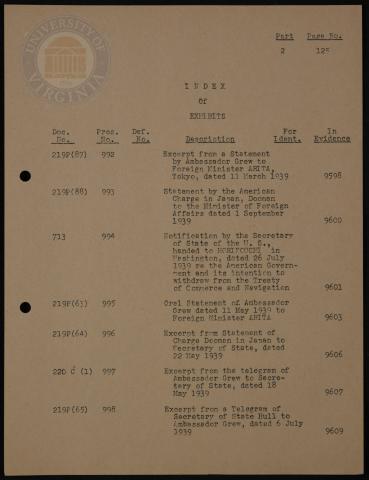 UNIVERSITY OF VIRGINIA
Part Page No.
2
INDEX
Of
EXHIBITS
Doc. No. Pros. No. Def. No. Description For Ident. In Evidence
219P(87) 992 Excerpt from a Statement
by Ambassador Grew to
Foreign Minister ARITA,
Tokyo, dated 11 March 1939 9598
219P(88) 993 Statement by the American
Charge in Japan, Dooman
to the Minister of Foreign
Affairs dated 1 September
1939 9600
713 994 Notification by the Secretary
of State of the U. S.,
handed to in
Washington, dated 26 July
1939 re the American Govern-
ment and its intention to
withdraw from the Treaty
of Commerce and Navigation 9601
219P(63) 995 Oral Statement of Ambassador
Grew 11 May 1939 to
Foreign Minister ARITA 9603
219P(64) 996 Excerpt from Statement of
Charge Dooman in Japan to
Secretary of State, dated
22 May 1939 9606
220 C (1) 997 Excerpt from the telegram of
Ambassador Grew to Secre-
tary of State, dated 18
May 1939 9607
219P(65) 998 Excerpt from a Telegram of
Secretary of State Hull to
Ambassador Grew, dated 6 July
1939 9609